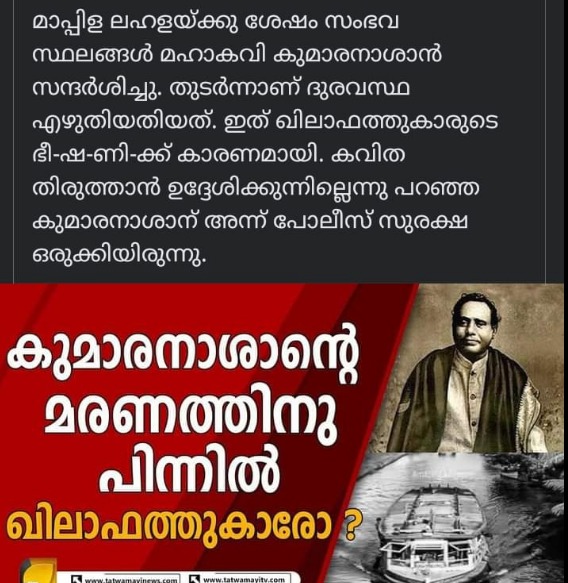 മാപ്പിള ലഹളയ്ക്കു ശേഷം സംഭവ
സ്ഥലങ്ങൾ മഹാകവി കുമാരനാശാൻ
സന്ദർശിച്ചു. തുടർന്നാണ് ദുരവസ്ഥ
എഴുതിയതിയത്. ഇത് ഖിലാഫത്തുകാരുടെ
ഭീ-ഷ-ണി-ക്ക് കാരണമായി. കവിത
തിരുത്താൻ ഉദ്ദേശിക്കുന്നില്ലെന്നു പറഞ്ഞ
കുമാരനാശാന് അന്ന് പോലീസ് സുരക്ഷ
ഒരുക്കിയിരുന്നു.
കുമാരനാശാന്റെ
മരണത്തിനു
പിന്നിൽ
ഖിലാഫത്തുകാരോ ?
www.tatwamayinews.com www.tatwamayitv.com